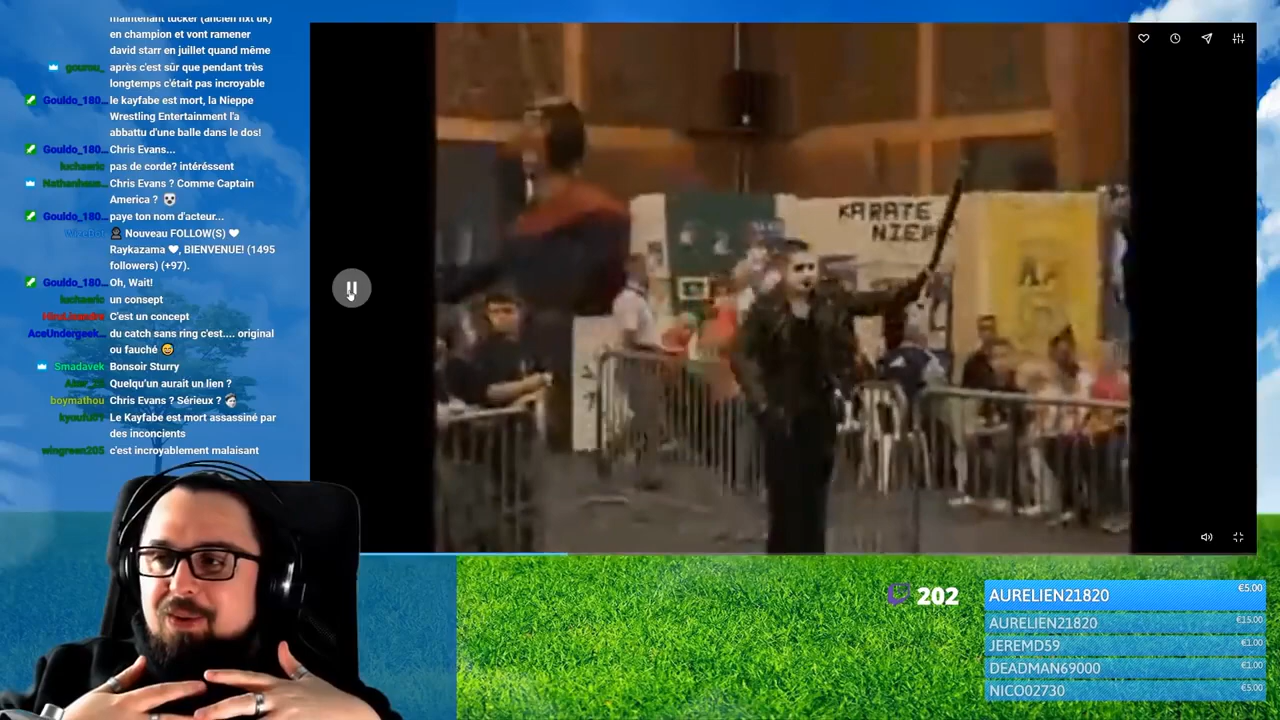 maintenant tucker (ancien nxt uk)
en champion et vont ramener
david starr en juillet quand même
gourou_ après c'est sûr que pendant très
longtemps c'était pas incroyable
Gouldo_180... le kayfabe est mort, la Nieppe
Wrestling Entertainment l'a
abbattu d'une balle dans le dos!
Gouldo_180... Chris Evans...
luchaeric pas de corde? intéréssent
Chris Evans ? Comme Captain
America ?
Gouldo_180... paye ton nom d'acteur...
WizeBot Nouveau FOLLOW(S)
Raykazama , BIENVENUE! (1495
followers) (+97).
Gouldo_180... Oh, Wait!
luchaeric un consept
C'est un concept
AceUndergeek... du catch sans ring c'est.... original
ou fauché
Smadavek Bonsoir Sturry
Quelqu'un aurait un lien ?
boymathou Chris Evans ? Sérieux ?
Le Kayfabe est mort assassiné par
des inconcients
wingreen205 c'est incroyablement malaisant
KARATE
NIEP
202
AURELIEN21820 €5.00
AURELIEN21820 €15.00
JEREMD59 €1.00
DEADMAN69000 €1.00
NICO02730 €5.00